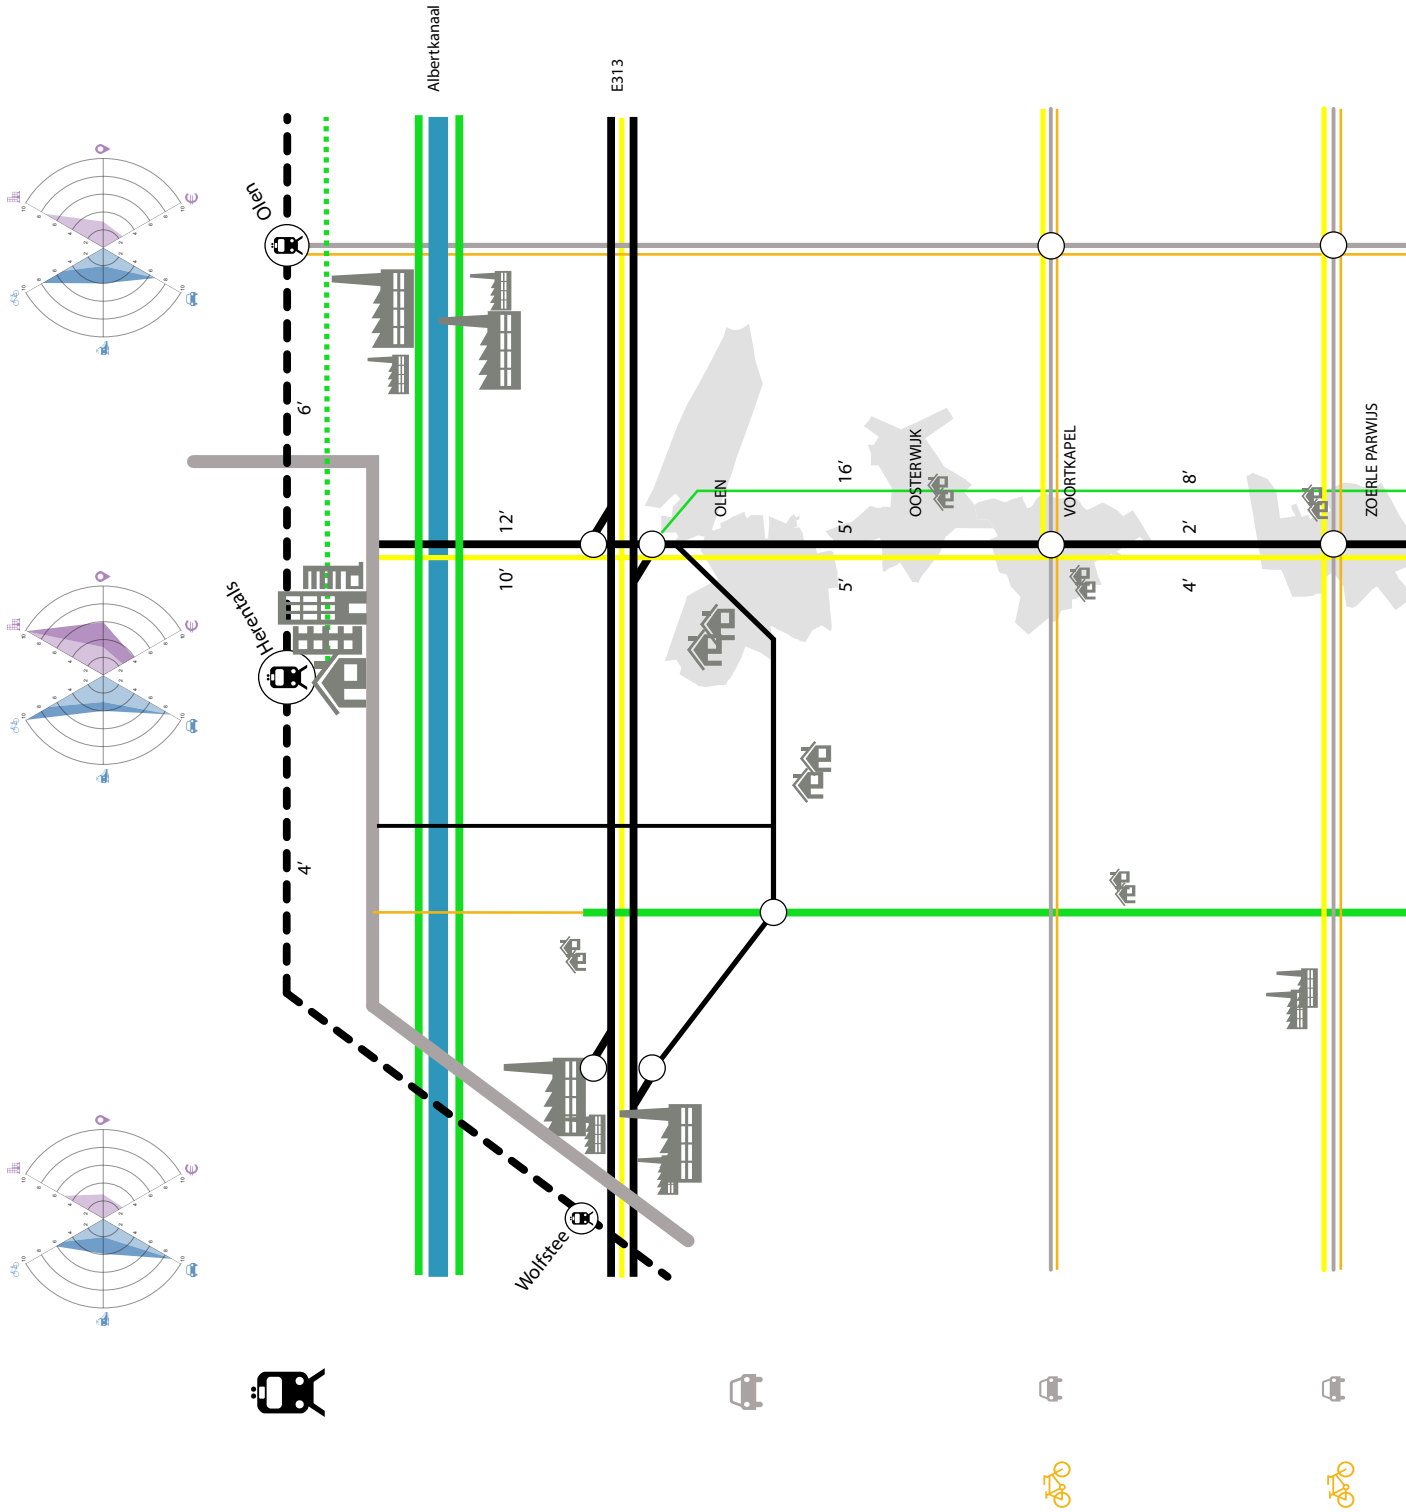 Albertkanaal
E313
Olen
6′
Herentals
4′
Wolfstee
12′
10′
OLEN
16′
5′
5′
OOSTERWIJK
VOORTKAPEL
8′
2′
4′
ZOERLE PARWIJS
€
€
€